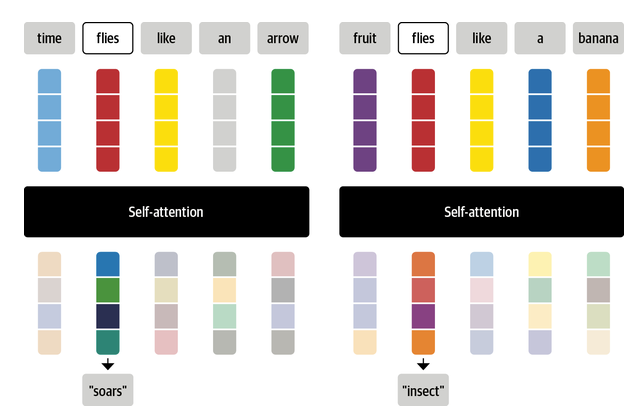 time flies like an arrow fruit flies like a banana
Self-attention Self-attention
"soars" "insect"